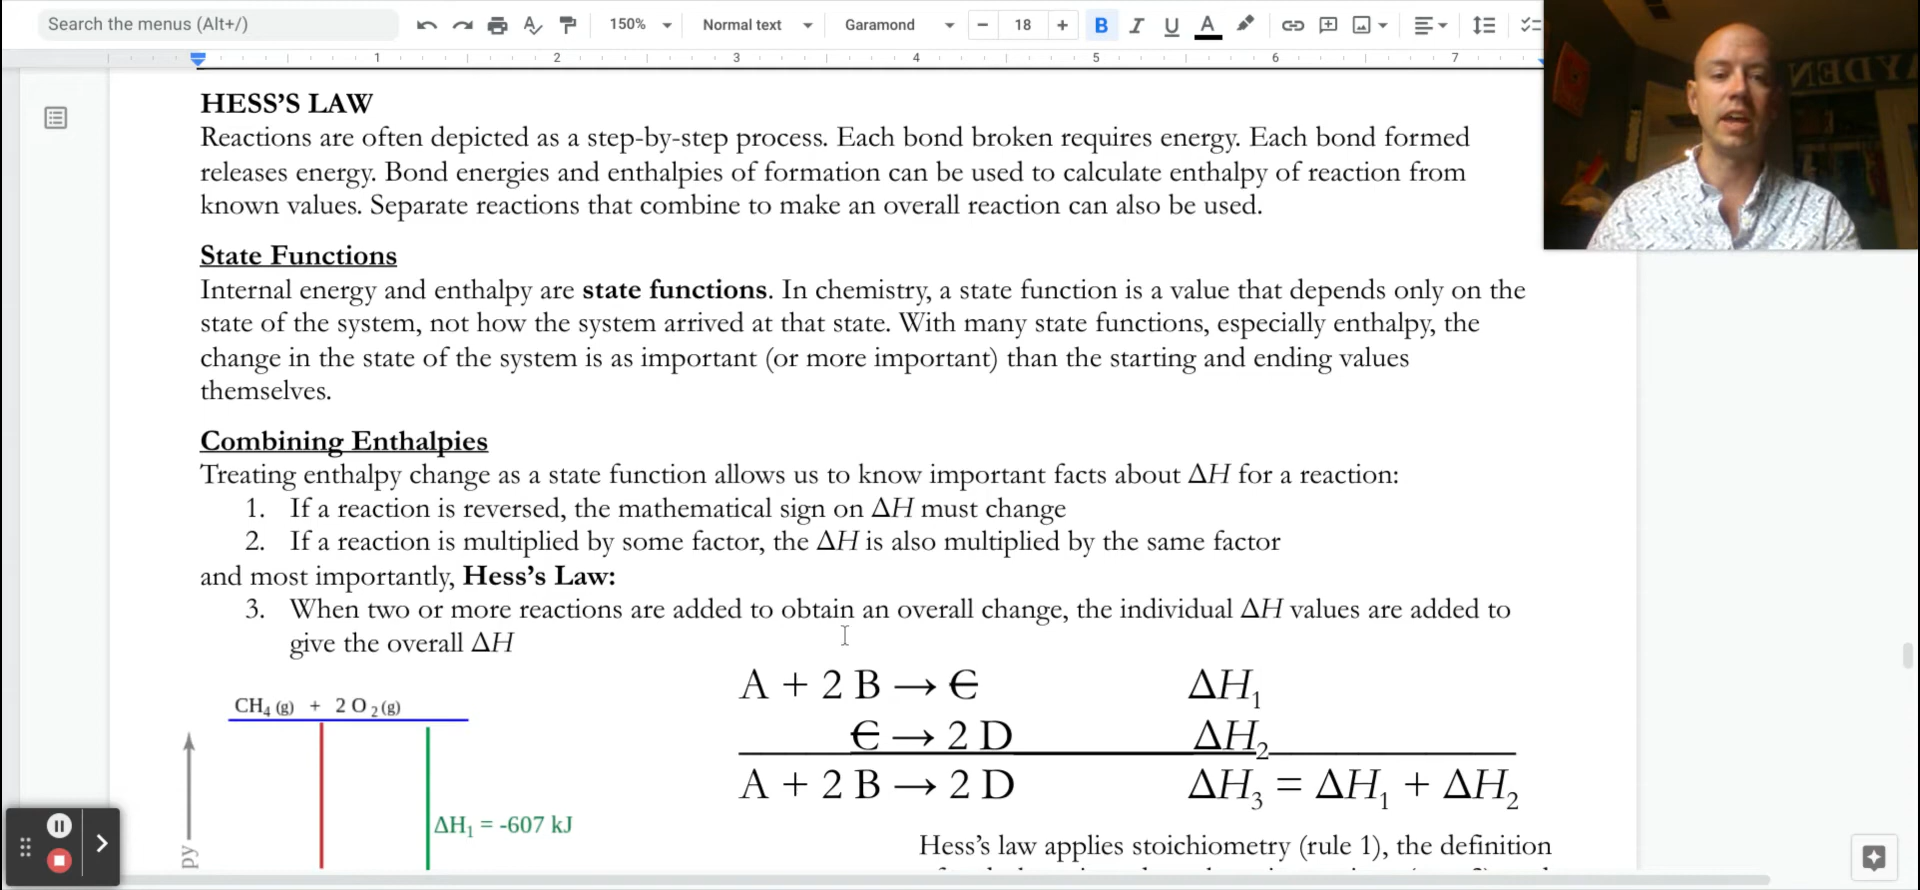 Search the menus (Alt+/)
150%
Normal text
Garamond
18
B I U A
1 2 3 4 5 6 7
HESS’S LAW
Reactions are often depicted as a step-by-step process. Each bond broken requires energy. Each bond formed
releases energy. Bond energies and enthalpies of formation can be used to calculate enthalpy of reaction from
known values. Separate reactions that combine to make an overall reaction can also be used.
State Functions
Internal energy and enthalpy are state functions. In chemistry, a state function is a value that depends only on the
state of the system, not how the system arrived at that state. With many state functions, especially enthalpy, the
change in the state of the system is as important (or more important) than the starting and ending values
themselves.
Combining Enthalpies
Treating enthalpy change as a state function allows us to know important facts about ΔH for a reaction:
1. If a reaction is reversed, the mathematical sign on ΔH must change
2. If a reaction is multiplied by some factor, the ΔH is also multiplied by the same factor
and most importantly, Hess’s Law:
3. When two or more reactions are added to obtain an overall change, the individual ΔH values are added to
give the overall ΔH
A + 2 B → C ΔH₁
C → 2 D ΔH₂
A + 2 B → 2 D ΔH₃ = ΔH₁ + ΔH₂
CH₄ (g) + 2 O₂ (g)
ΔH₁ = -607 kJ
Hess’s law applies stoichiometry (rule 1), the definition